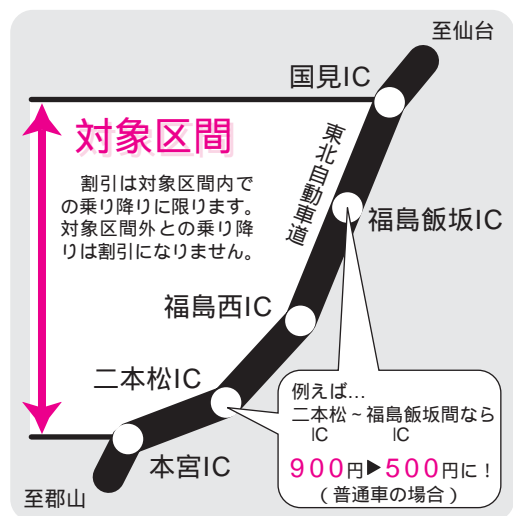 至仙台
国見IC
対象区間
割引は対象区間内で
の乗り降りに限ります。
対象区間外との乗り降
りは割引になりません。
東北自動車道
福島飯坂IC
福島西IC
二本松IC
本宮IC
至郡山
例えば…
二本松～福島飯坂間なら
IC IC
900円▶500円に！
（普通車の場合）